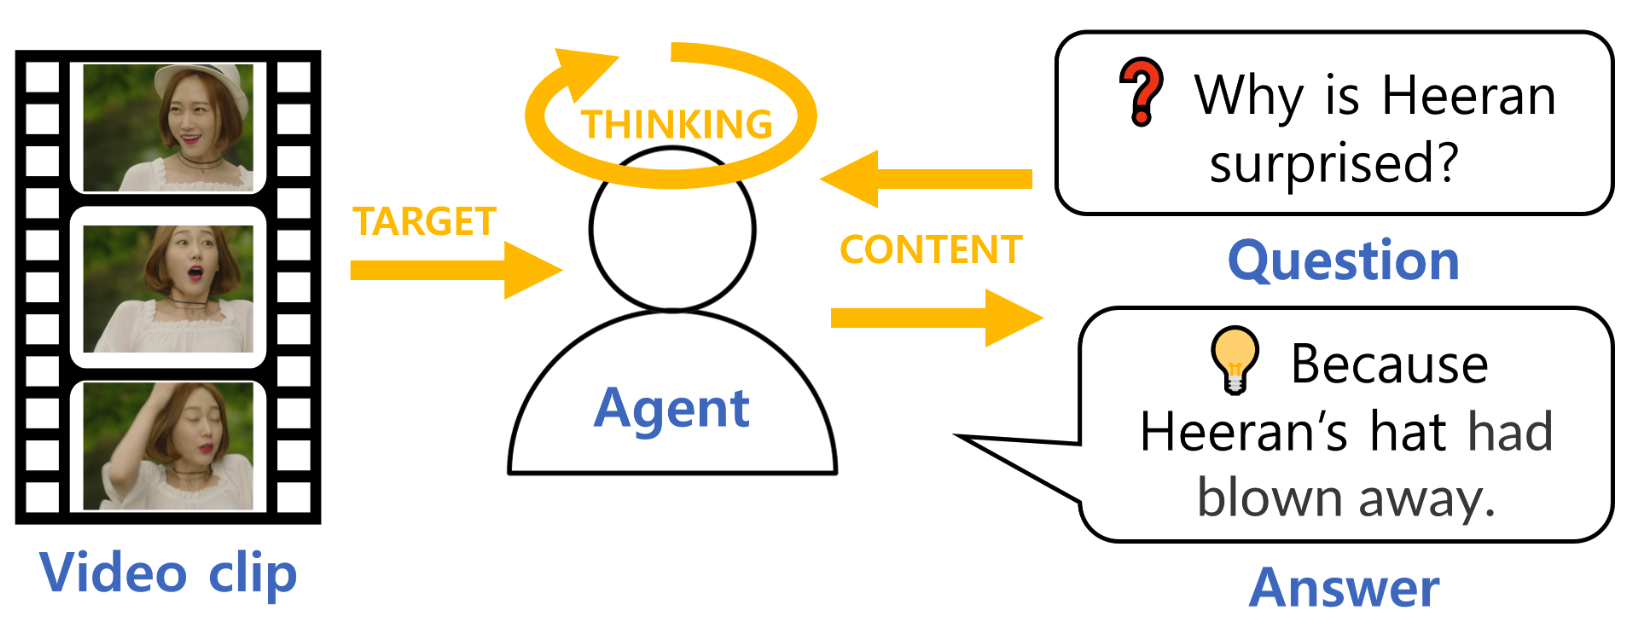 THINKING
TARGET
CONTENT
Agent
Video clip
❓ Why is Heeran
surprised?
Question
💡 Because
Heeran’s hat had
blown away.
Answer